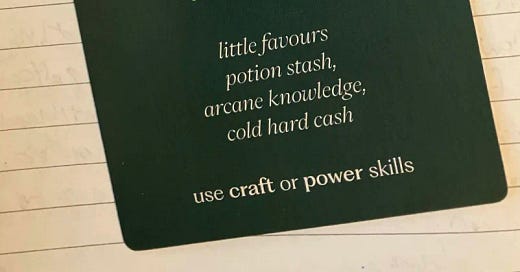 little favours
potion stash,
arcane knowledge,
cold hard cash
use craft or power skills